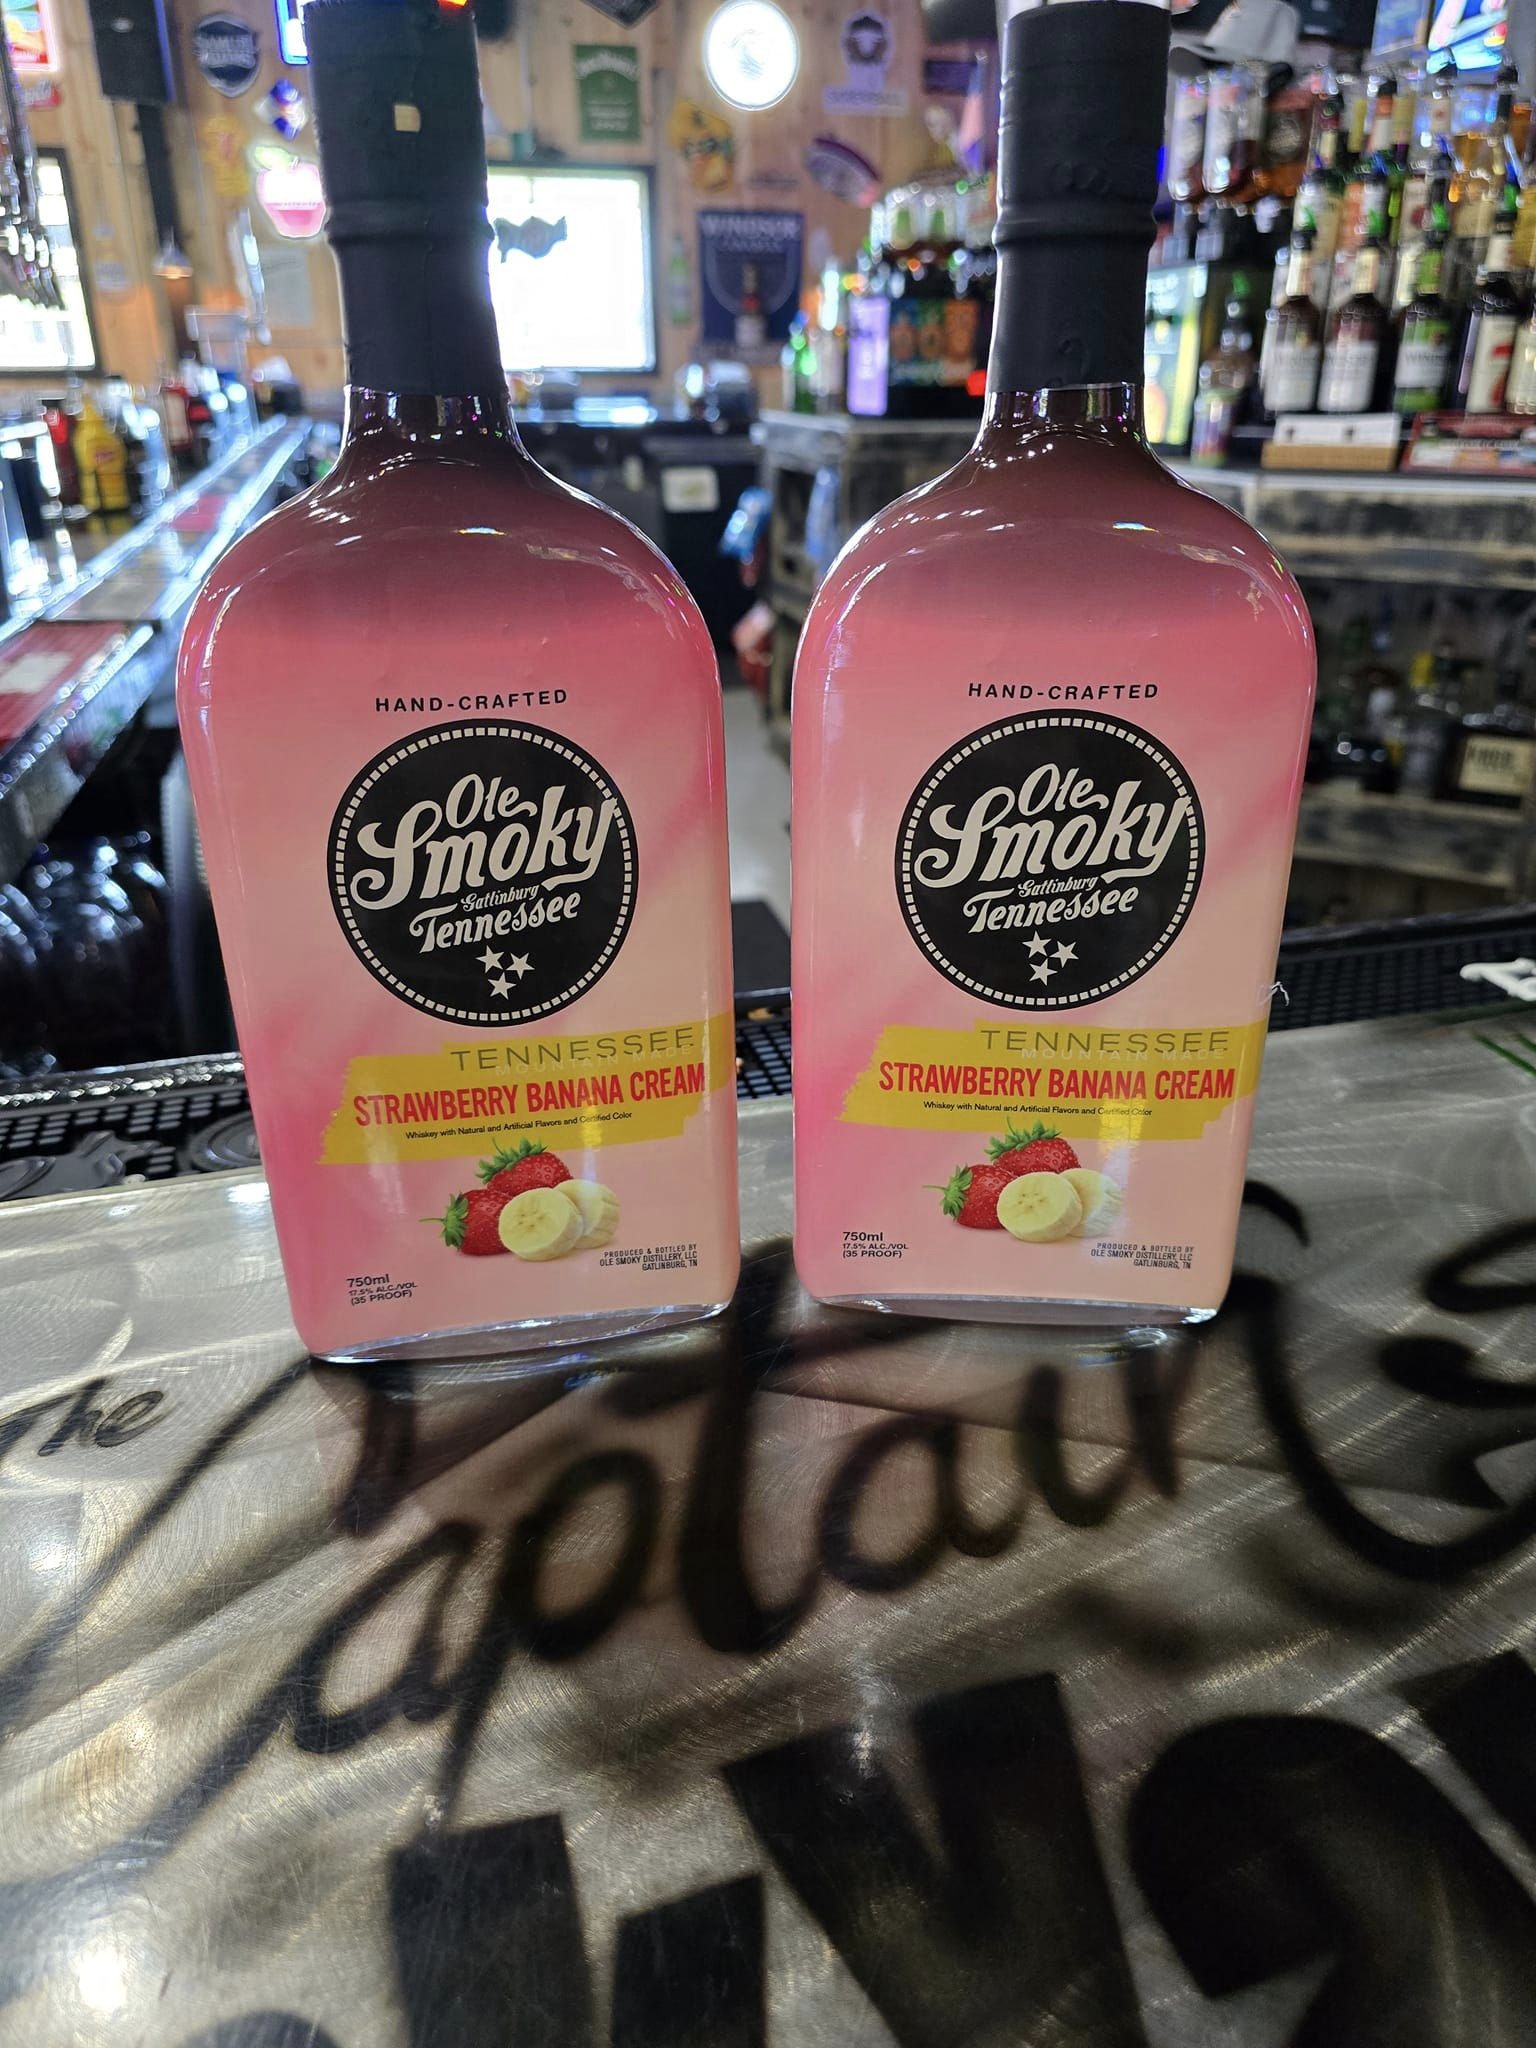 WINDSOR
HAND-CRAFTED
Ole
Smoky
Gatlinburg
Tennessee
TENNESSEE
MOUNTAIN MADE
STRAWBERRY BANANA CREAM
Whiskey with Natural and Artificial Flavors and Certified Color
750ml
17.5% ALC./VOL
(35 PROOF)
PRODUCED & BOTTLED BY
OLE SMOKY DISTILLERY, LLC
GATLINBURG, TN
HAND-CRAFTED
Ole
Smoky
Gatlinburg
Tennessee
TENNESSEE
MOUNTAIN MADE
STRAWBERRY BANANA CREAM
Whiskey with Natural and Artificial Flavors and Certified Color
750ml
17.5% ALC./VOL
(35 PROOF)
PRODUCED & BOTTLED BY
OLE SMOKY DISTILLERY, LLC
GATLINBURG, TN
The
Captain's